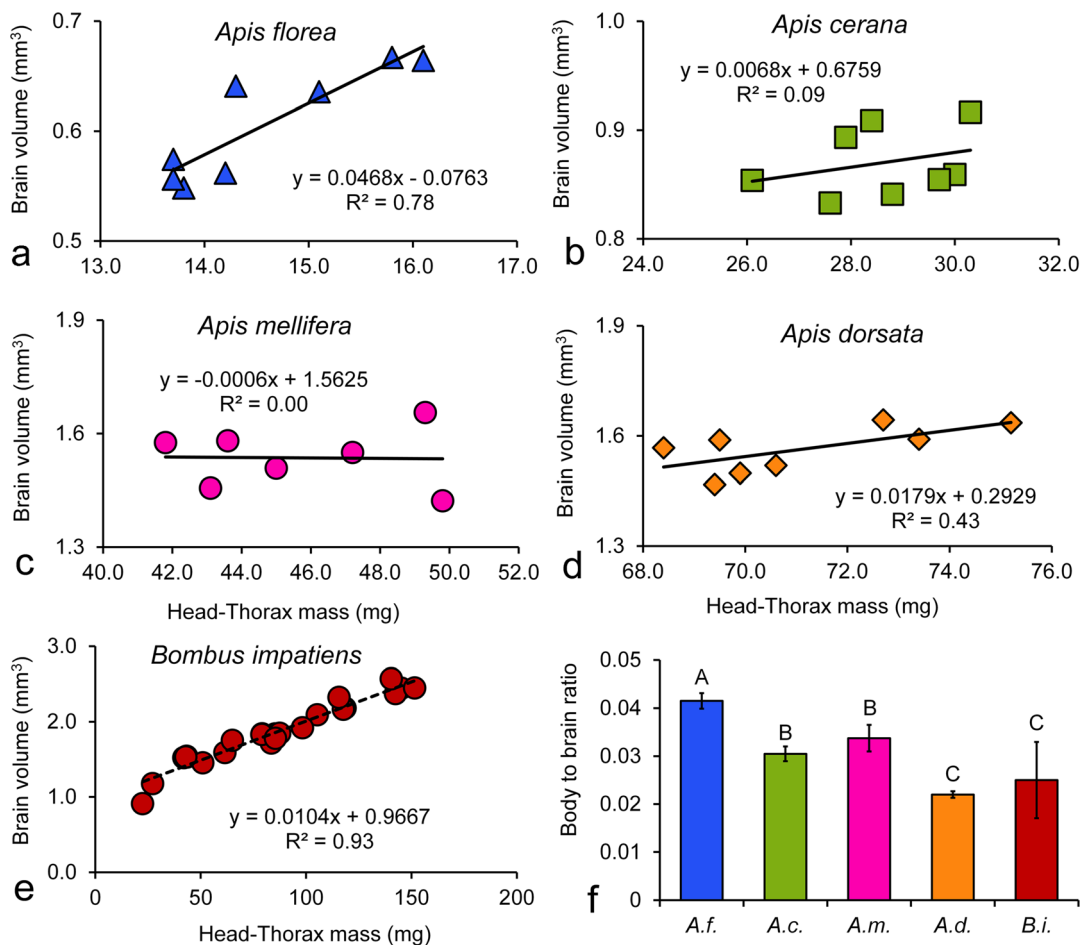 Apis florea
Brain volume (mm³)
0.7
0.6
0.5
y = 0.0468x - 0.0763
R² = 0.78
a
13.0 14.0 15.0 16.0 17.0
Apis cerana
Brain volume (mm³)
1.0
0.9
0.8
y = 0.0068x + 0.6759
R² = 0.09
b
24.0 26.0 28.0 30.0 32.0
Apis mellifera
Brain volume (mm³)
1.9
1.6
1.3
y = -0.0006x + 1.5625
R² = 0.00
c
40.0 42.0 44.0 46.0 48.0 50.0 52.0
Head-Thorax mass (mg)
Apis dorsata
Brain volume (mm³)
1.9
1.6
1.3
y = 0.0179x + 0.2929
R² = 0.43
d
68.0 70.0 72.0 74.0 76.0
Head-Thorax mass (mg)
Bombus impatiens
Brain volume (mm³)
3.0
2.0
1.0
0.0
y = 0.0104x + 0.9667
R² = 0.93
e
0 50 100 150 200
Head-Thorax mass (mg)
Body to brain ratio
0.05
0.04
0.03
0.02
0.01
0
A
B
B
C
C
f
A.f. A.c. A.m. A.d. B.i.